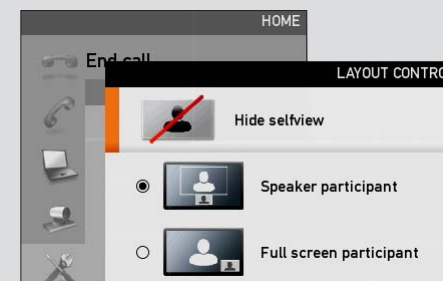 HOME
End call
LAYOUT CONTRO
Hide selfview
Speaker participant
Full screen participant